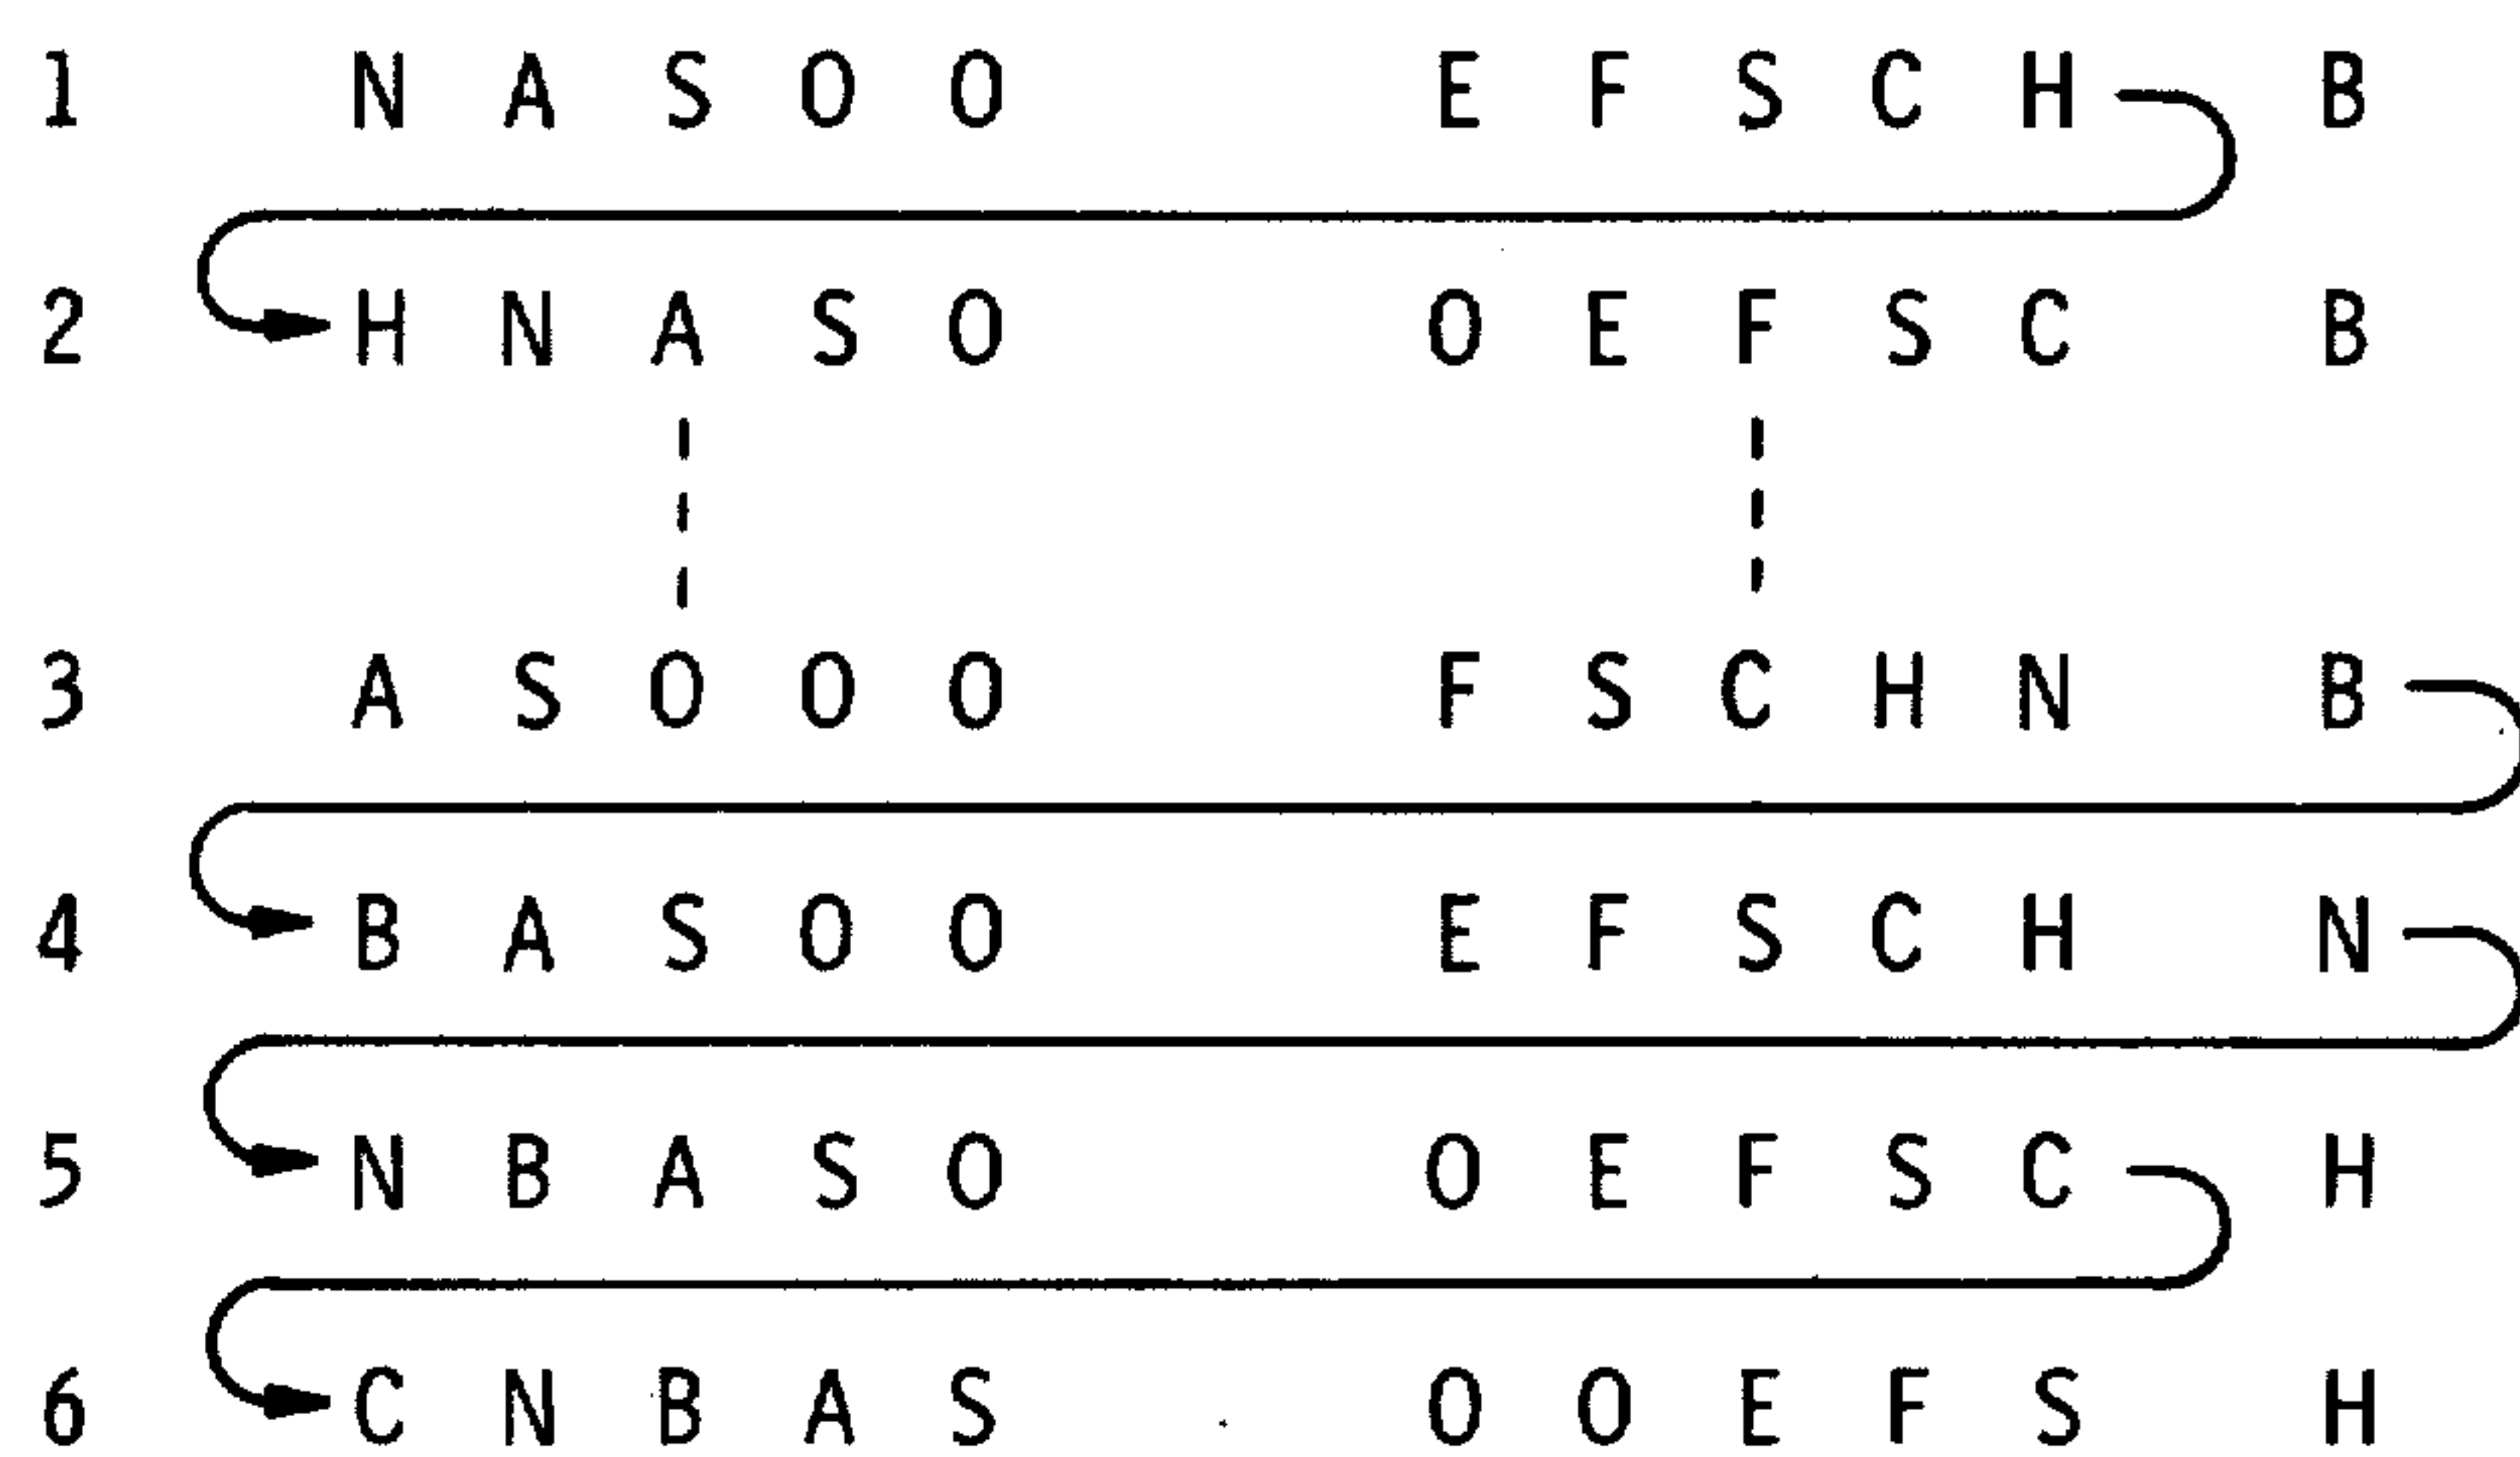 1 N A S O O E F S C H B
2 H N A S O O E F S C B
3 A S O O O F S C H N B
4 B A S O O E F S C H N
5 N B A S O O E F S C H
6 C N B A S O O E F S H